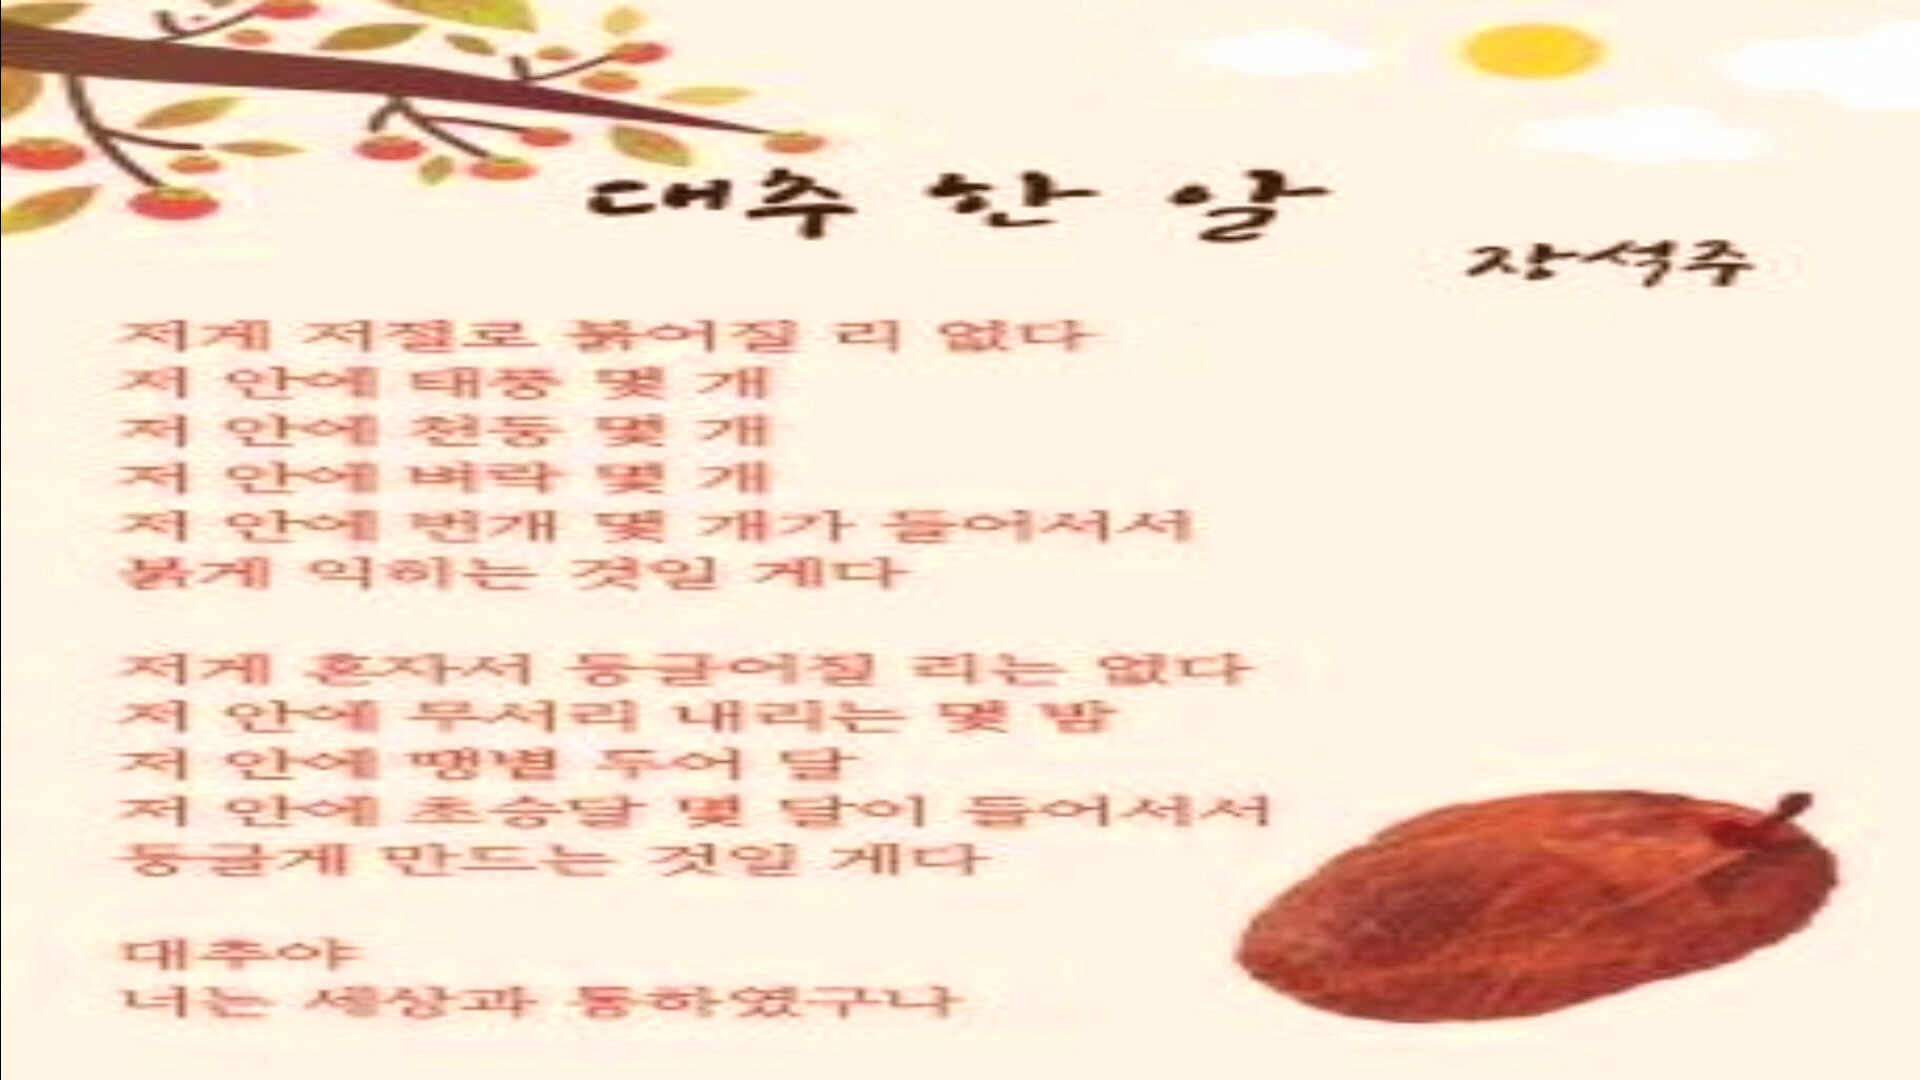 대추 한 알
장석주
저게 저절로 붉어질 리 없다
저 안에 태풍 몇 개
저 안에 천둥 몇 개
저 안에 벼락 몇 개
저 안에 번개 몇 개가 들어서서
붉게 익히는 것일 게다
저게 혼자서 둥글어질 리는 없다
저 안에 무서리 내리는 몇 밤
저 안에 땡볕 두어 달
저 안에 초승달 몇 달이 들어서서
둥글게 만드는 것일 게다
대추야
너는 세상과 통하였구나